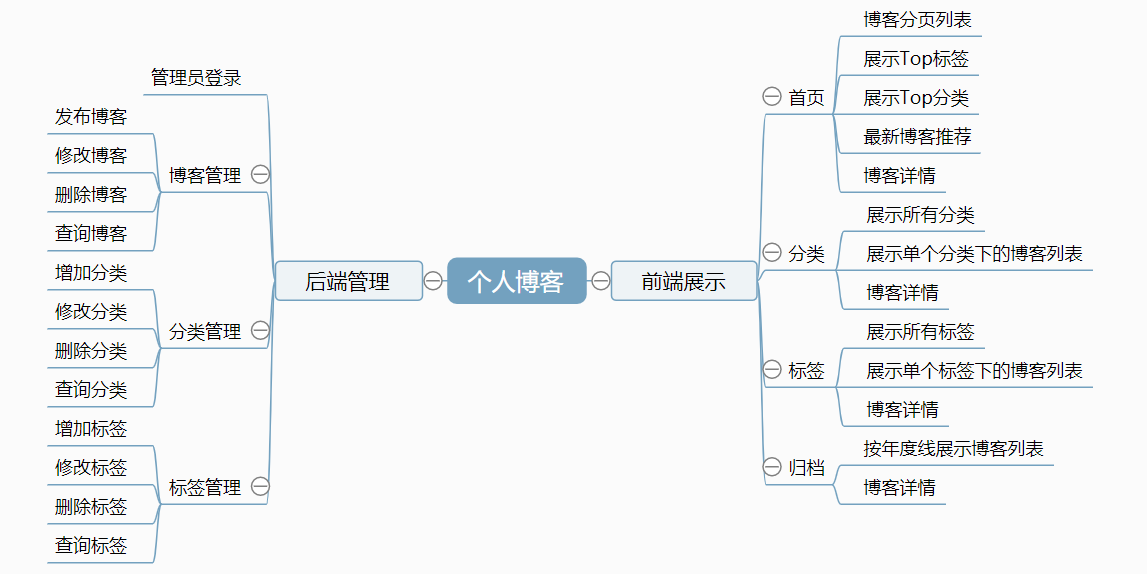 个人博客
后端管理
管理员登录
博客管理
发布博客
修改博客
删除博客
查询博客
分类管理
增加分类
修改分类
删除分类
查询分类
标签管理
增加标签
修改标签
删除标签
查询标签
前端展示
首页
博客分页列表
展示Top标签
展示Top分类
最新博客推荐
博客详情
分类
展示所有分类
展示单个分类下的博客列表
博客详情
标签
展示所有标签
展示单个标签下的博客列表
博客详情
归档
按年度线展示博客列表
博客详情